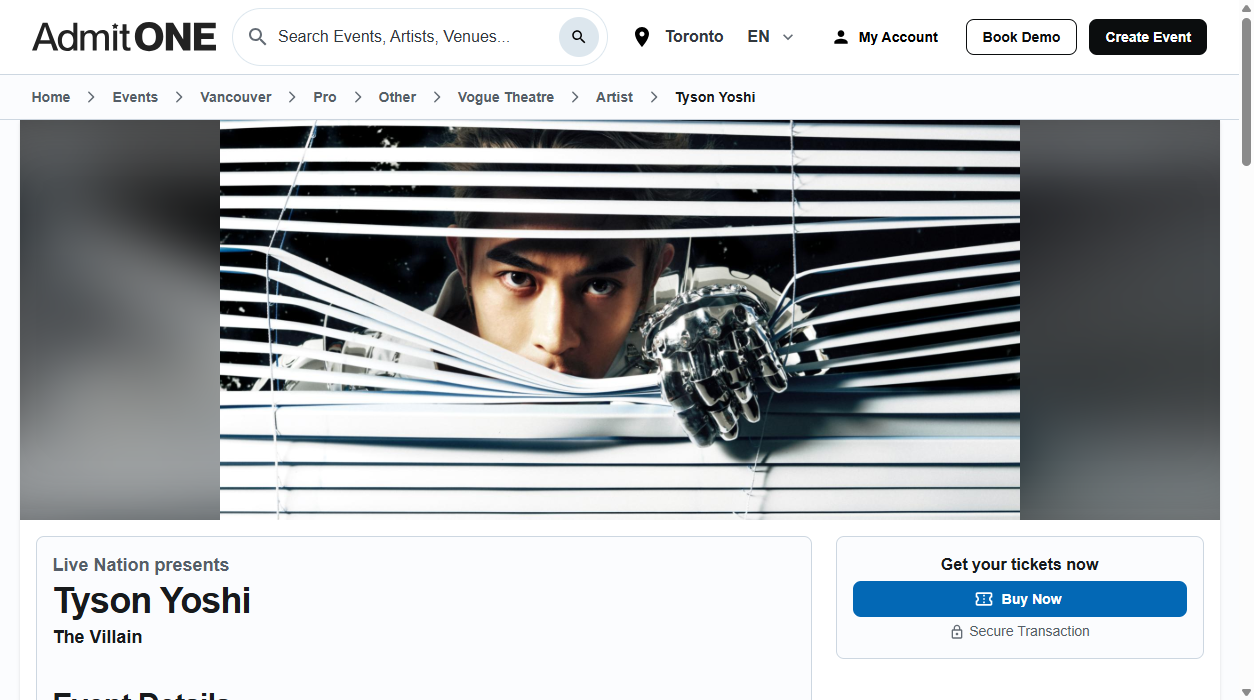 AdmitONE
Search Events, Artists, Venues...
Toronto
EN
My Account
Book Demo
Create Event
Home
Events
Vancouver
Pro
Other
Vogue Theatre
Artist
Tyson Yoshi
Live Nation presents
Tyson Yoshi
The Villain
Event Details
Get your tickets now
Buy Now
Secure Transaction